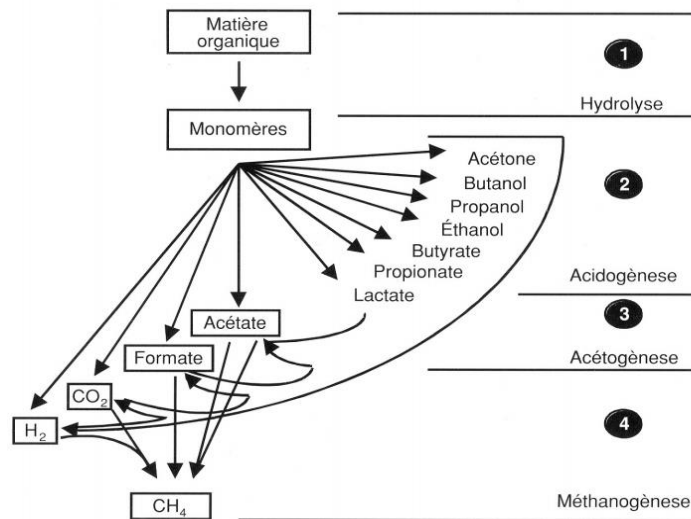 Matière
organique
1
Hydrolyse
Monomères
Acétone
Butanol
2
Propanol
Éthanol
Butyrate
Propionate
Acidogènese
Lactate
Acétate
3
Formate
Acétogènese
CO₂
H₂
4
CH₄
Méthanogènese